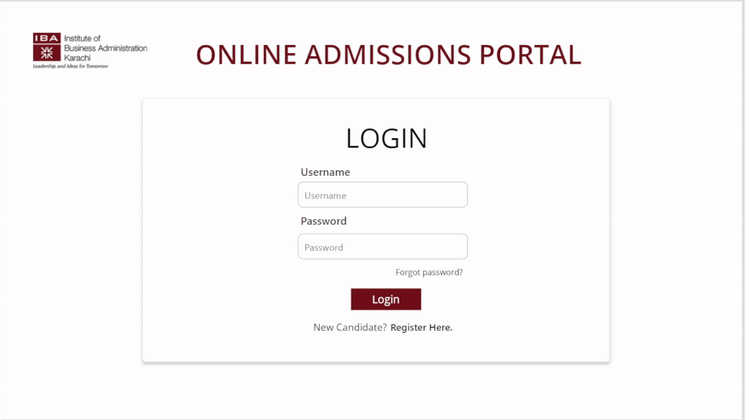 IBA
Institute of
Business Administration
Karachi
Leadership and Ideas for Tomorrow
ONLINE ADMISSIONS PORTAL
LOGIN
Username
Username
Password
Password
Forgot password?
Login
New Candidate? Register Here.